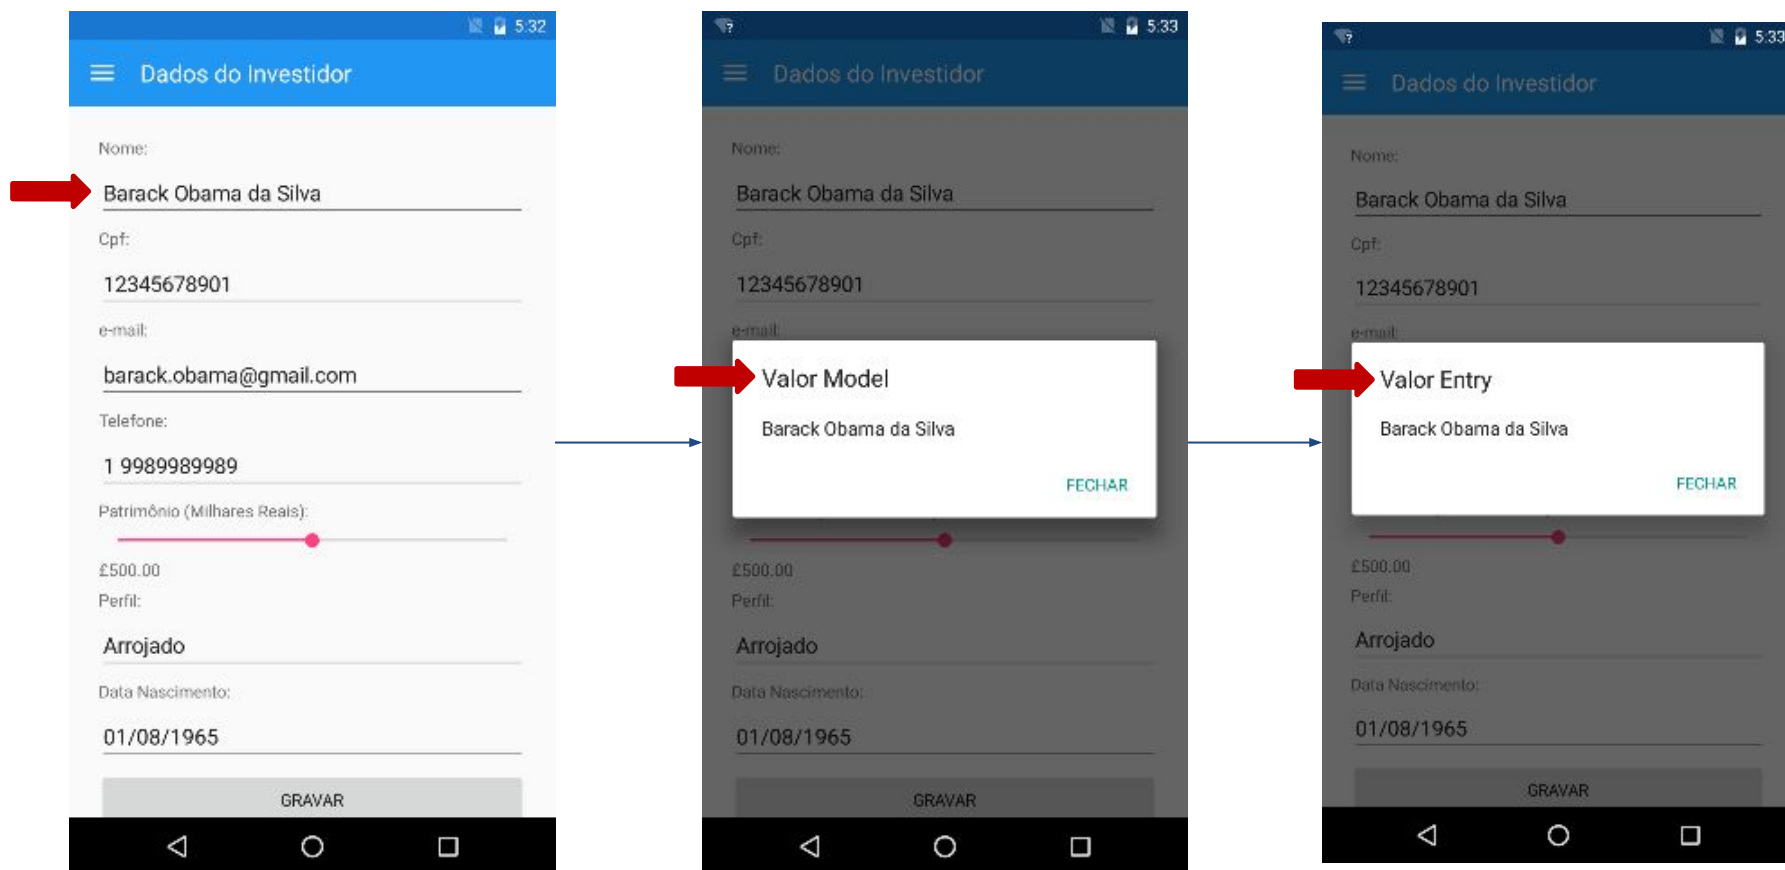 5:32
Dados do Investidor
Nome:
Barack Obama da Silva
Cpf:
12345678901
e-mail:
barack.obama@gmail.com
Telefone:
1 9989989989
Patrimônio (Milhares Reais):
£500.00
Perfil:
Arrojado
Data Nascimento:
01/08/1965
GRAVAR
? 5:33
Dados do Investidor
Nome:
Barack Obama da Silva
Cpf:
12345678901
e-mail:
Valor Model
Barack Obama da Silva
FECHAR
£500.00
Perfil:
Arrojado
Data Nascimento:
01/08/1965
GRAVAR
? 5:33
Dados do Investidor
Nome:
Barack Obama da Silva
Cpf:
12345678901
e-mail:
Valor Entry
Barack Obama da Silva
FECHAR
£500.00
Perfil:
Arrojado
Data Nascimento:
01/08/1965
GRAVAR